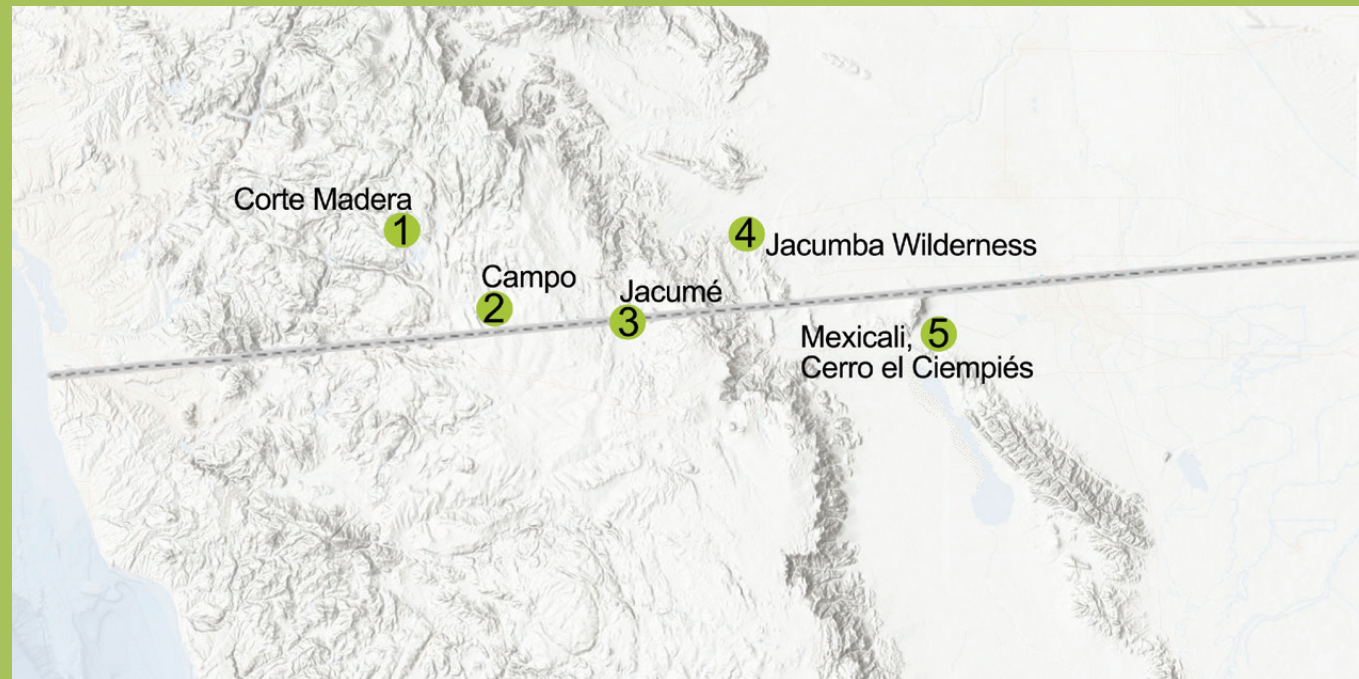 Corte Madera
1
Campo
2
Jacumé
3
4
Jacumba Wilderness
Mexicali,
5
Cerro el Ciempiés